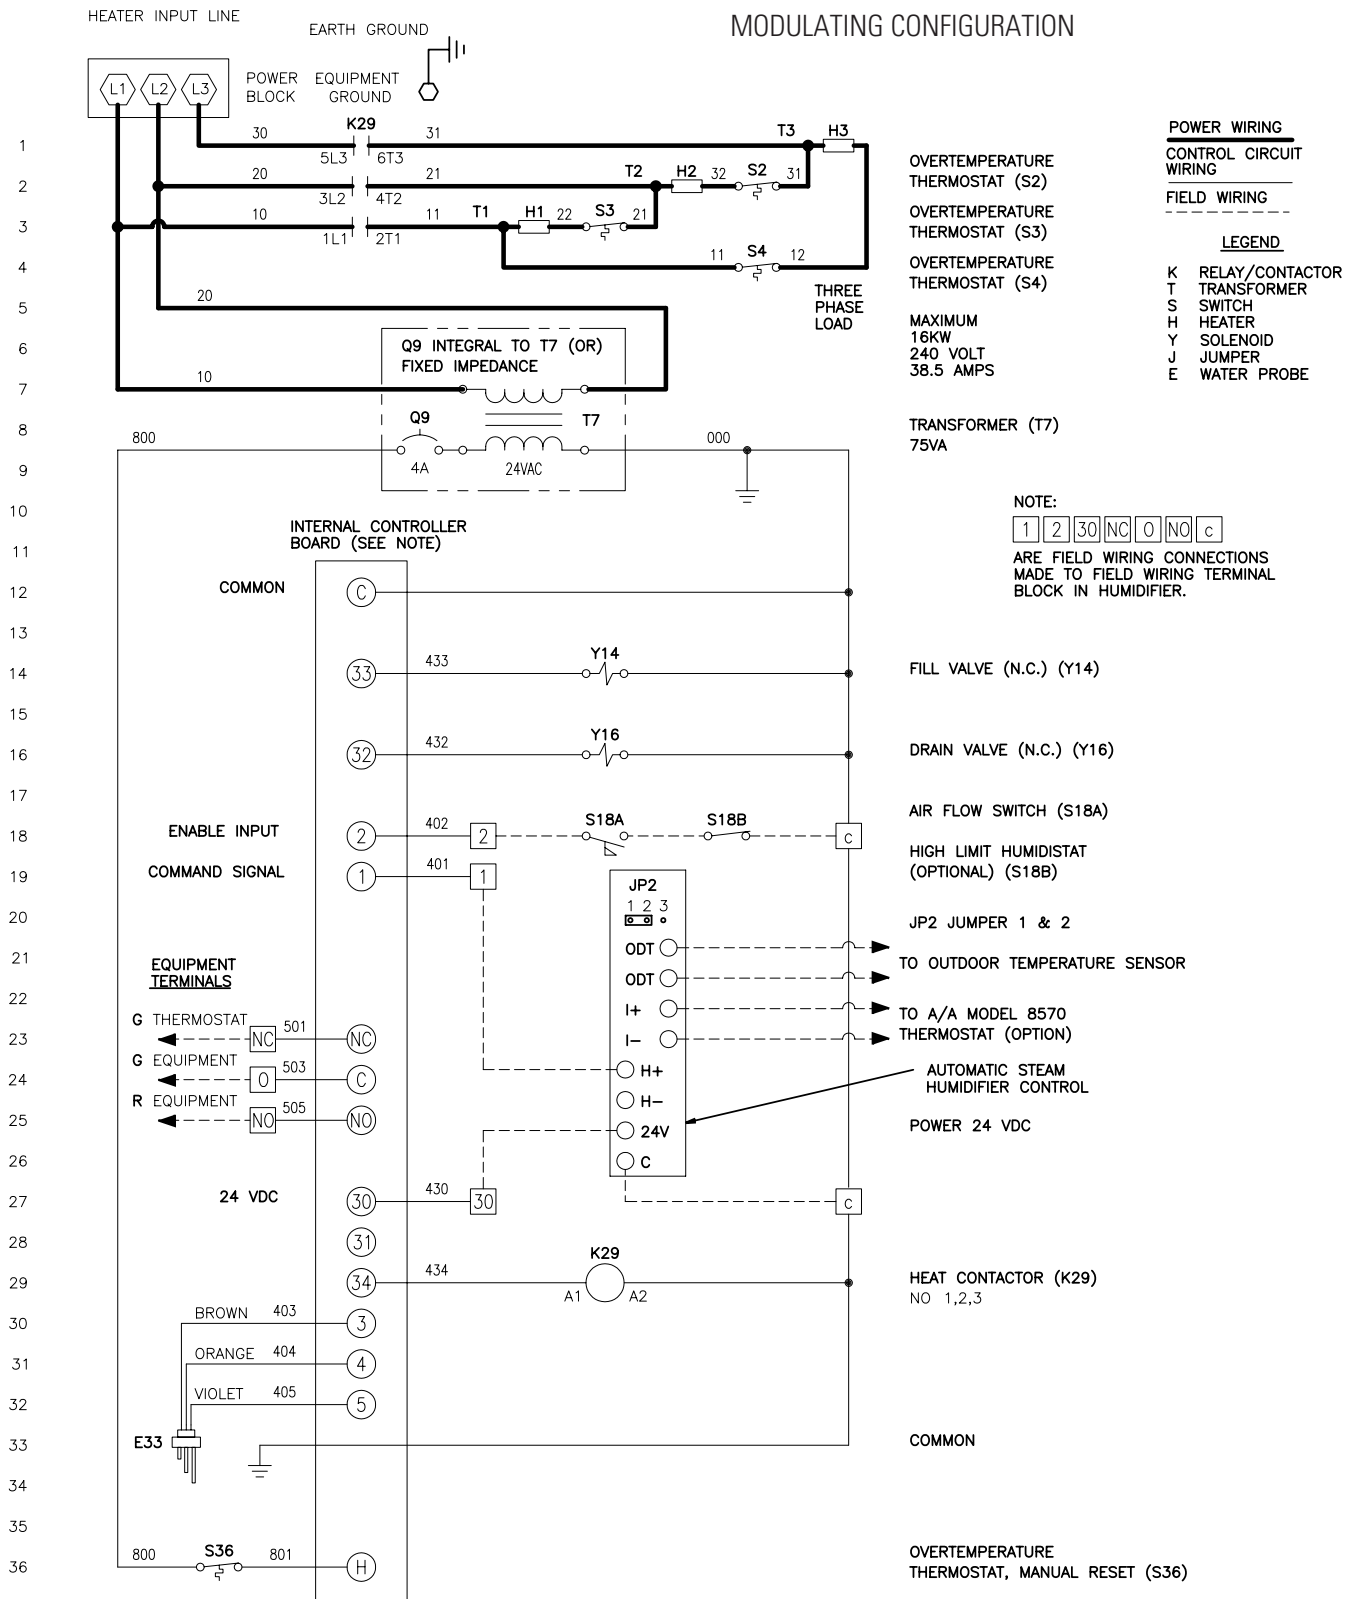 HEATER INPUT LINE
EARTH GROUND
MODULATING CONFIGURATION
L1 L2 L3
POWER
BLOCK
EQUIPMENT
GROUND
K29
1 30 31 T3 H3
5L3 6T3
2 20 21 T2 H2 32 S2 31
3L2 4T2
3 10 11 T1 H1 22 S3 21
1L1 2T1
4 11 S4 12
THREE
PHASE
LOAD
OVERTEMPERATURE
THERMOSTAT (S2)
OVERTEMPERATURE
THERMOSTAT (S3)
OVERTEMPERATURE
THERMOSTAT (S4)
MAXIMUM
16KW
240 VOLT
38.5 AMPS
POWER WIRING
CONTROL CIRCUIT
WIRING
FIELD WIRING
LEGEND
K RELAY/CONTACTOR
T TRANSFORMER
S SWITCH
H HEATER
Y SOLENOID
J JUMPER
E WATER PROBE
5 20
6
Q9 INTEGRAL TO T7 (OR)
FIXED IMPEDANCE
7 10
8 800 Q9 T7 000
4A 24VAC
TRANSFORMER (T7)
75VA
9
10
11
NOTE:
1 2 30 NC O NO c
ARE FIELD WIRING CONNECTIONS
MADE TO FIELD WIRING TERMINAL
BLOCK IN HUMIDIFIER.
INTERNAL CONTROLLER
BOARD (SEE NOTE)
12 COMMON C
13
14 33 433 Y14 FILL VALVE (N.C.) (Y14)
15
16 32 432 Y16 DRAIN VALVE (N.C.) (Y16)
17
AIR FLOW SWITCH (S18A)
18 ENABLE INPUT 2 402 2 S18A S18B c
HIGH LIMIT HUMIDISTAT
(OPTIONAL) (S18B)
19 COMMAND SIGNAL 1 401 1
JP2
1 2 3
20 JP2 JUMPER 1 & 2
ODT
21 TO OUTDOOR TEMPERATURE SENSOR
ODT
EQUIPMENT
TERMINALS
22 I+ TO A/A MODEL 8570
THERMOSTAT (OPTION)
G THERMOSTAT
23 NC 501 NC I−
G EQUIPMENT
24 O 503 C H+
AUTOMATIC STEAM
HUMIDIFIER CONTROL
R EQUIPMENT H−
25 NO 505 NO 24V POWER 24 VDC
26 C
27 24 VDC 30 430 30 c
28 31
29 34 434 K29 HEAT CONTACTOR (K29)
A1 A2 NO 1,2,3
30 BROWN 403 3
31 ORANGE 404 4
32 VIOLET 405 5
33 E33 COMMON
34
35
36 800 S36 801 H
OVERTEMPERATURE
THERMOSTAT, MANUAL RESET (S36)